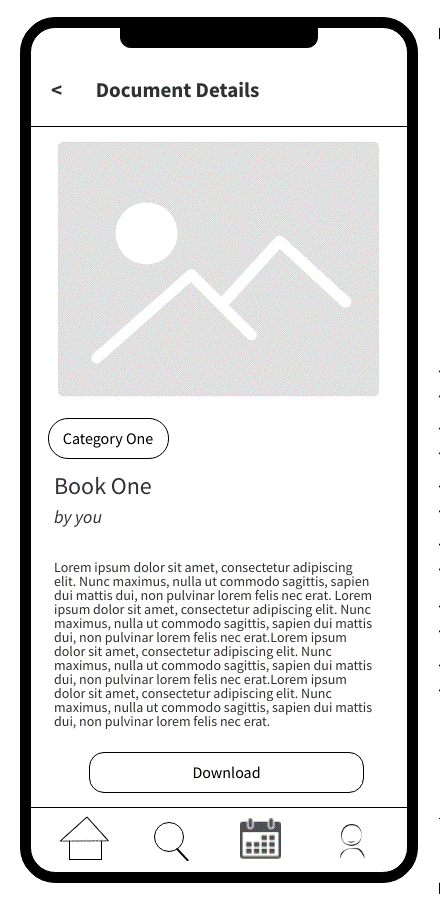 < Document Details
Category One
Book One
by you
Lorem ipsum dolor sit amet, consectetur adipiscing
elit. Nunc maximus, nulla ut commodo sagittis, sapien
dui mattis dui, non pulvinar lorem felis nec erat. Lorem
ipsum dolor sit amet, consectetur adipiscing elit. Nunc
maximus, nulla ut commodo sagittis, sapien dui mattis
dui, non pulvinar lorem felis nec erat.Lorem ipsum
dolor sit amet, consectetur adipiscing elit. Nunc
maximus, nulla ut commodo sagittis, sapien dui mattis
dui, non pulvinar lorem felis nec erat.Lorem ipsum
dolor sit amet, consectetur adipiscing elit. Nunc
maximus, nulla ut commodo sagittis, sapien dui mattis
dui, non pulvinar lorem felis nec erat.
Download